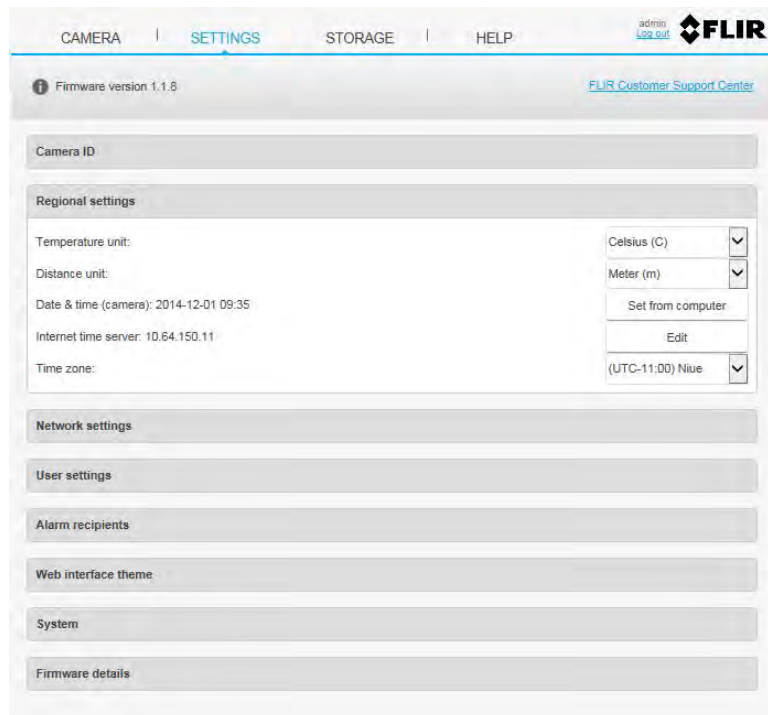 CAMERA | SETTINGS STORAGE | HELP admin Log out FLIR
Firmware version 1.1.8 FLIR Customer Support Center
Camera ID
Regional settings
Temperature unit: Celsius (C)
Distance unit: Meter (m)
Date & time (camera): 2014-12-01 09:35 Set from computer
Internet time server: 10.64.150.11 Edit
Time zone: (UTC-11:00) Niue
Network settings
User settings
Alarm recipients
Web interface theme
System
Firmware details